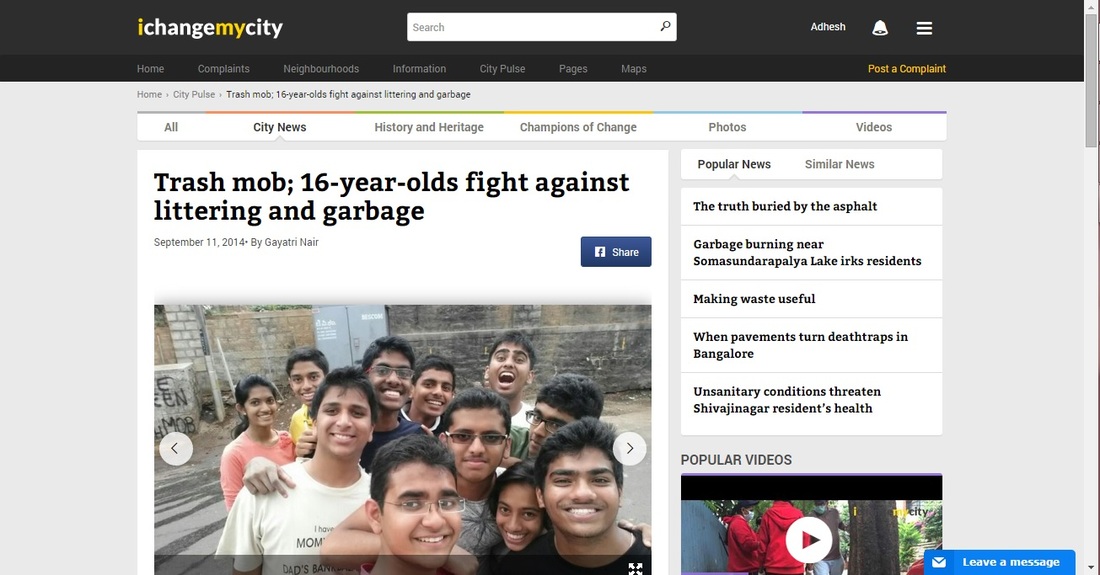 ichangemycity
Search
Adhesh
Home Complaints Neighbourhoods Information City Pulse Pages Maps Post a Complaint
Home › City Pulse › Trash mob; 16-year-olds fight against littering and garbage
All City News History and Heritage Champions of Change Photos Videos
Trash mob; 16-year-olds fight against
littering and garbage
September 11, 2014• By Gayatri Nair
Share
I have
MOM
DAD'S BANK
Popular News Similar News
The truth buried by the asphalt
Garbage burning near
Somasundarapalya Lake irks residents
Making waste useful
When pavements turn deathtraps in
Bangalore
Unsanitary conditions threaten
Shivajinagar resident's health
POPULAR VIDEOS
city
Leave a message